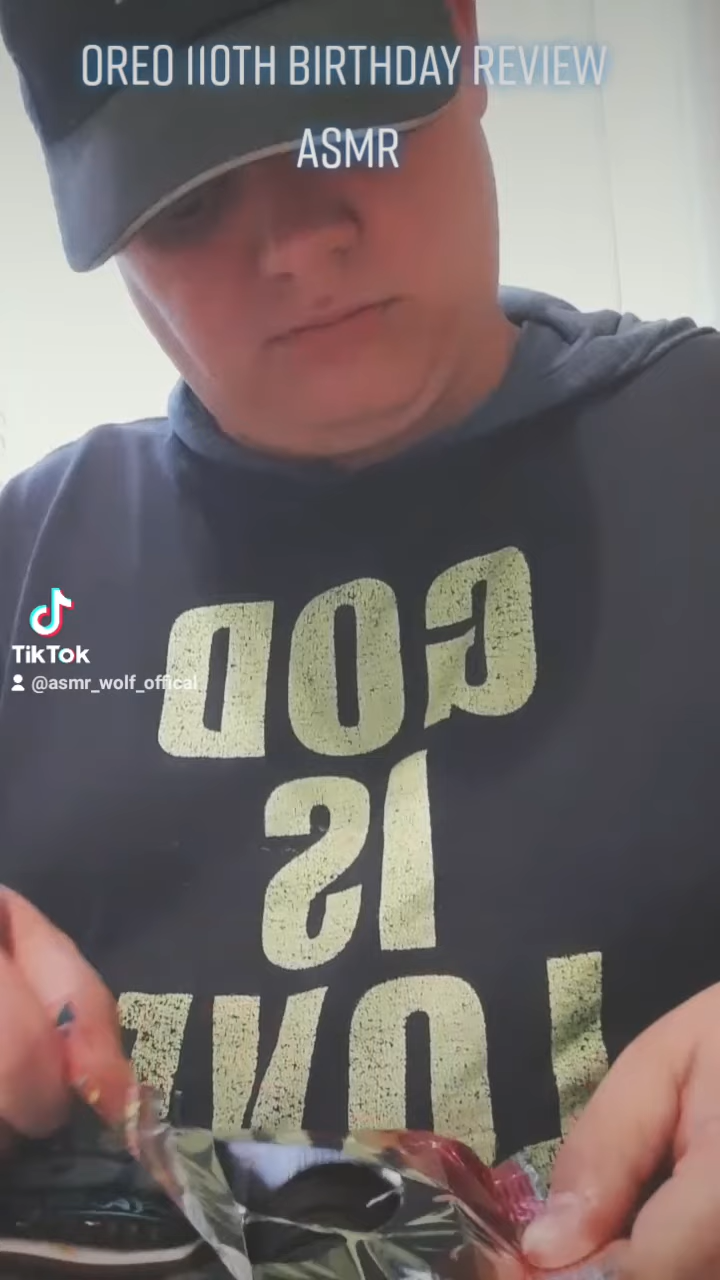 OREO 110TH BIRTHDAY REVIEW
ASMR
GOD
IS
LOVE
TikTok
@asmr_wolf_offical